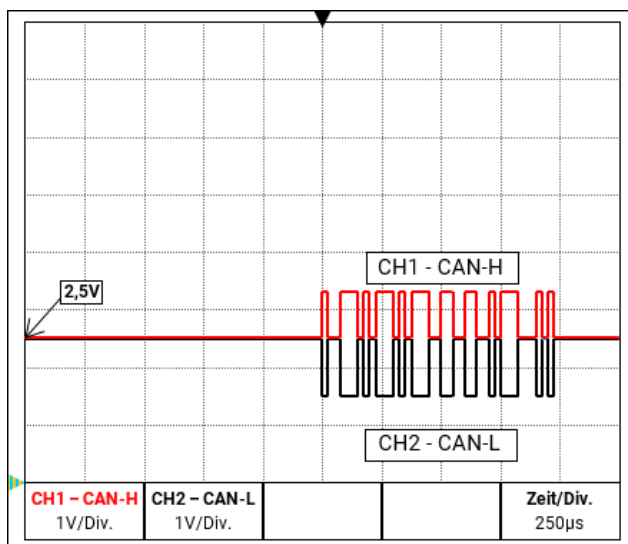 CH1 - CAN-H
2,5V
CH2 - CAN-L
CH1 – CAN-H
1V/Div.
CH2 – CAN-L
1V/Div.
Zeit/Div.
250µs